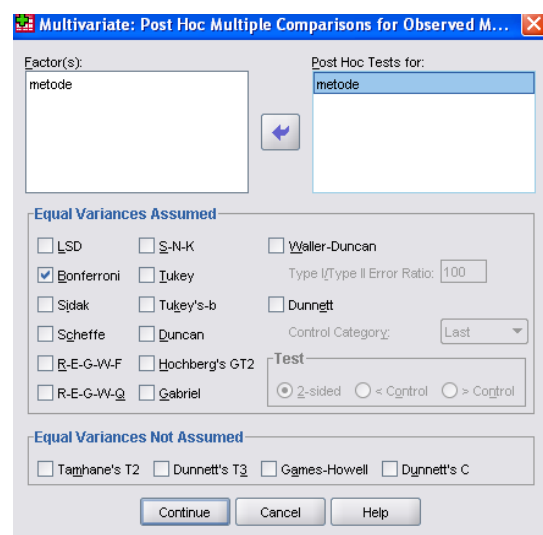 Multivariate: Post Hoc Multiple Comparisons for Observed M...
Factor(s):
metode
Post Hoc Tests for:
metode
Equal Variances Assumed
LSD
S-N-K
Waller-Duncan
Bonferroni
Tukey
Type I/Type II Error Ratio: 100
Sidak
Tukey's-b
Dunnett
Scheffe
Duncan
Control Category: Last
R-E-G-W-F
Hochberg's GT2
Test
R-E-G-W-Q
Gabriel
2-sided
< Control
> Control
Equal Variances Not Assumed
Tamhane's T2
Dunnett's T3
Games-Howell
Dunnett's C
Continue
Cancel
Help